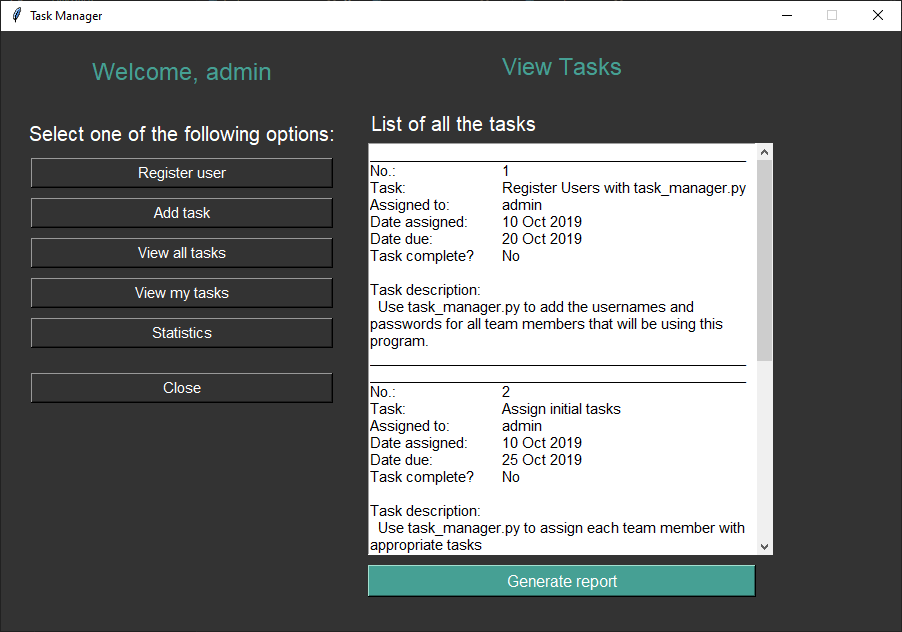 Task Manager
Welcome, admin
Select one of the following options:
Register user
Add task
View all tasks
View my tasks
Statistics
Close
View Tasks
List of all the tasks
No.: 1
Task: Register Users with task_manager.py
Assigned to: admin
Date assigned: 10 Oct 2019
Date due: 20 Oct 2019
Task complete? No
Task description:
Use task_manager.py to add the usernames and
passwords for all team members that will be using this
program.
No.: 2
Task: Assign initial tasks
Assigned to: admin
Date assigned: 10 Oct 2019
Date due: 25 Oct 2019
Task complete? No
Task description:
Use task_manager.py to assign each team member with
appropriate tasks
Generate report